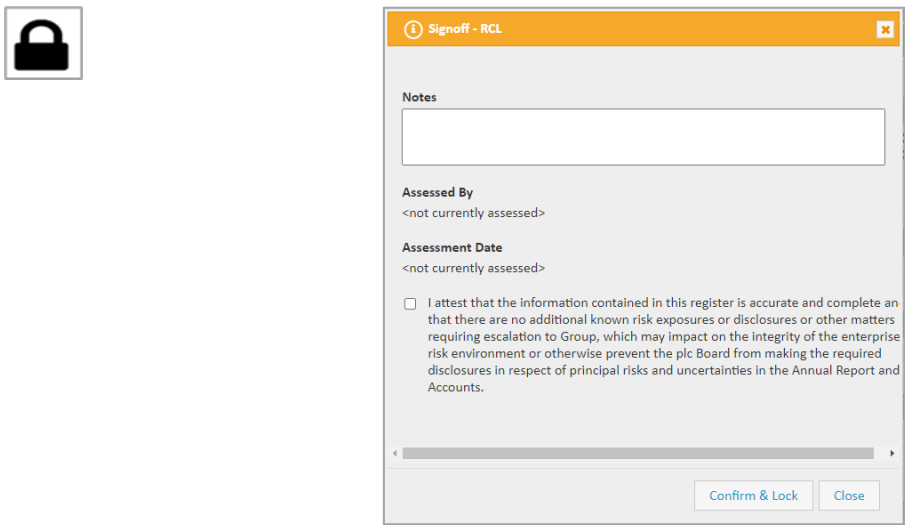 Signoff - RCL
Notes
Assessed By
<not currently assessed>
Assessment Date
<not currently assessed>
I attest that the information contained in this register is accurate and complete an
that there are no additional known risk exposures or disclosures or other matters
requiring escalation to Group, which may impact on the integrity of the enterprise
risk environment or otherwise prevent the plc Board from making the required
disclosures in respect of principal risks and uncertainties in the Annual Report and
Accounts.
Confirm & Lock
Close